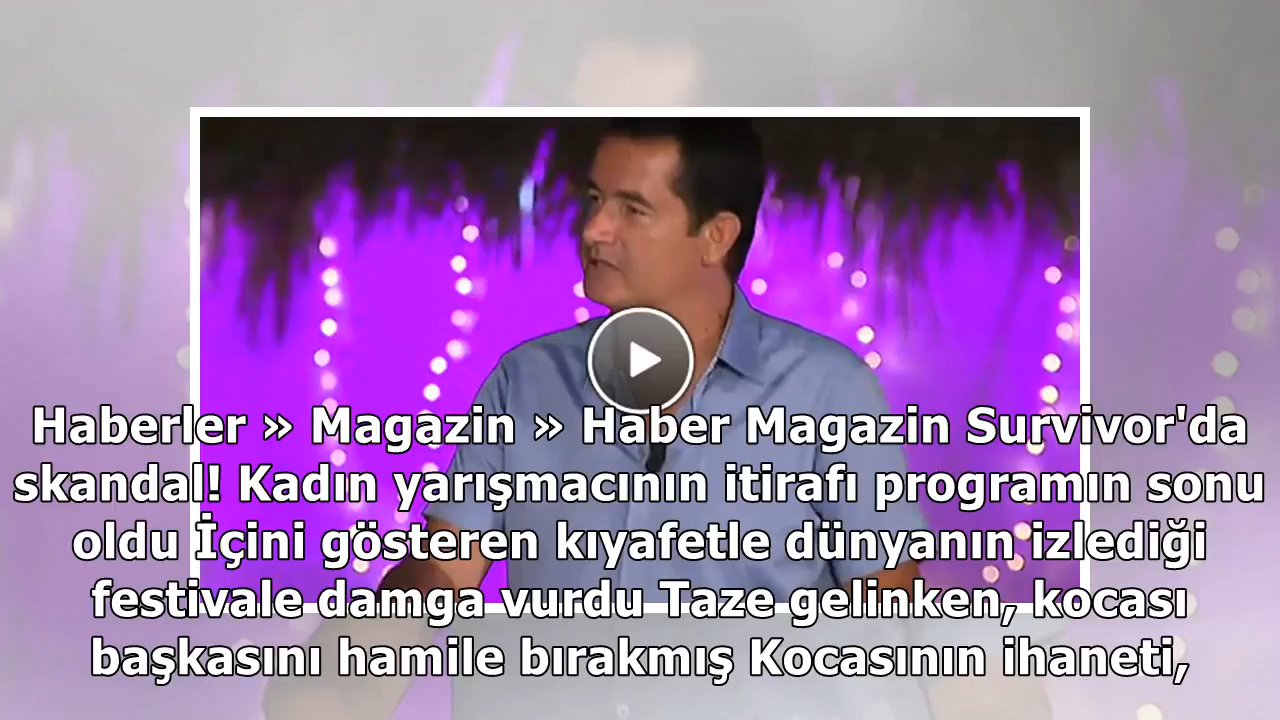 Haberler » Magazin » Haber Magazin Survivor'da
skandal! Kadın yarışmacının itirafı programın sonu
oldu İçini gösteren kıyafetle dünyanın izlediği
festivale damga vurdu Taze gelinken, kocası
başkasını hamile bırakmış Kocasının ihaneti,